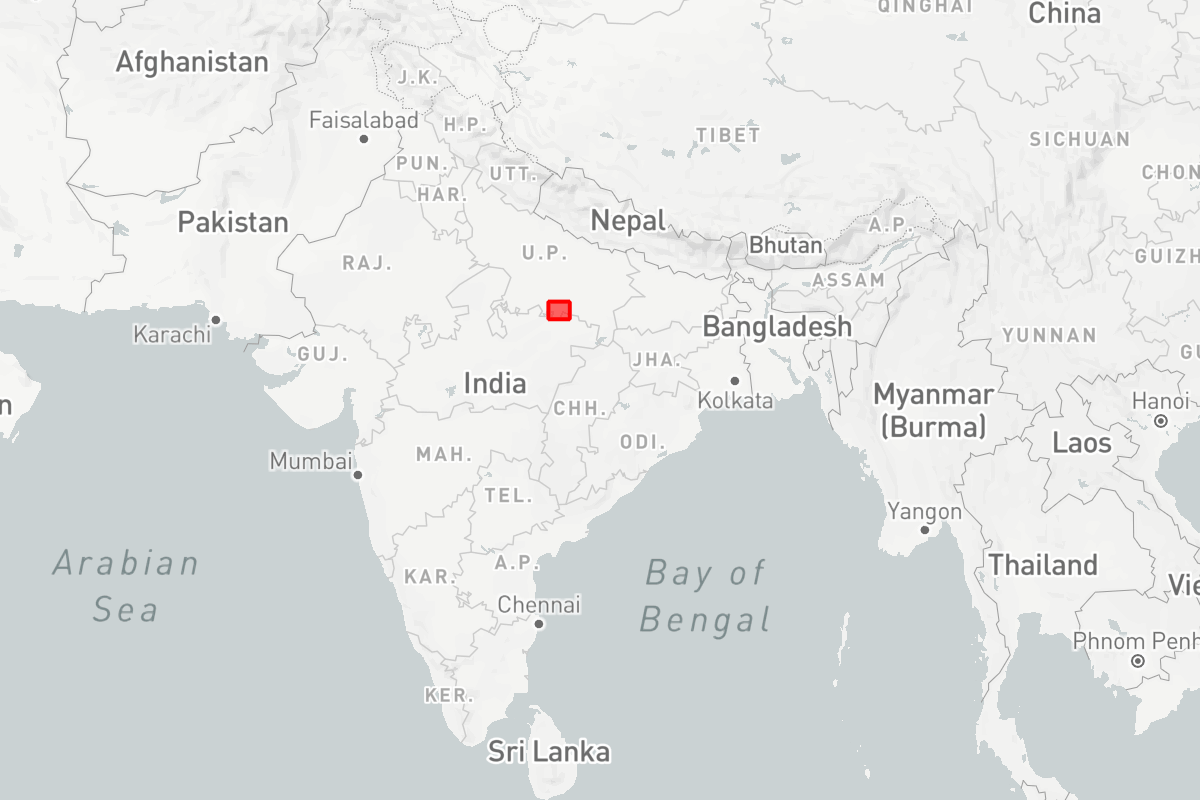 QINGHAI
China
Afghanistan
J.K.
Faisalabad
H.P.
TIBET
SICHUAN
PUN.
UTT.
CHON
HAR.
Pakistan
Nepal
A.P.
Bhutan
U.P.
RAJ.
ASSAM
GUIZH
Karachi
Bangladesh
YUNNAN
GUJ.
JHA.
GU
India
n
Kolkata
Myanmar
(Burma)
Hanoi
CHH.
Laos
MAH.
ODI.
Mumbai
TEL.
Yangon
Arabian
Sea
A.P.
Bay of
Bengal
Thailand
KAR.
Vie
Chennai
Phnom Penh
KER.
Sri Lanka